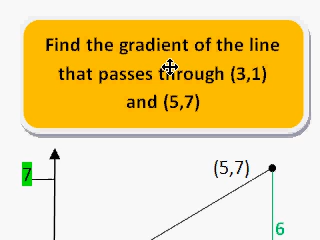 Find the gradient of the line
that passes through (3,1)
and (5,7)
7
(5,7)
6